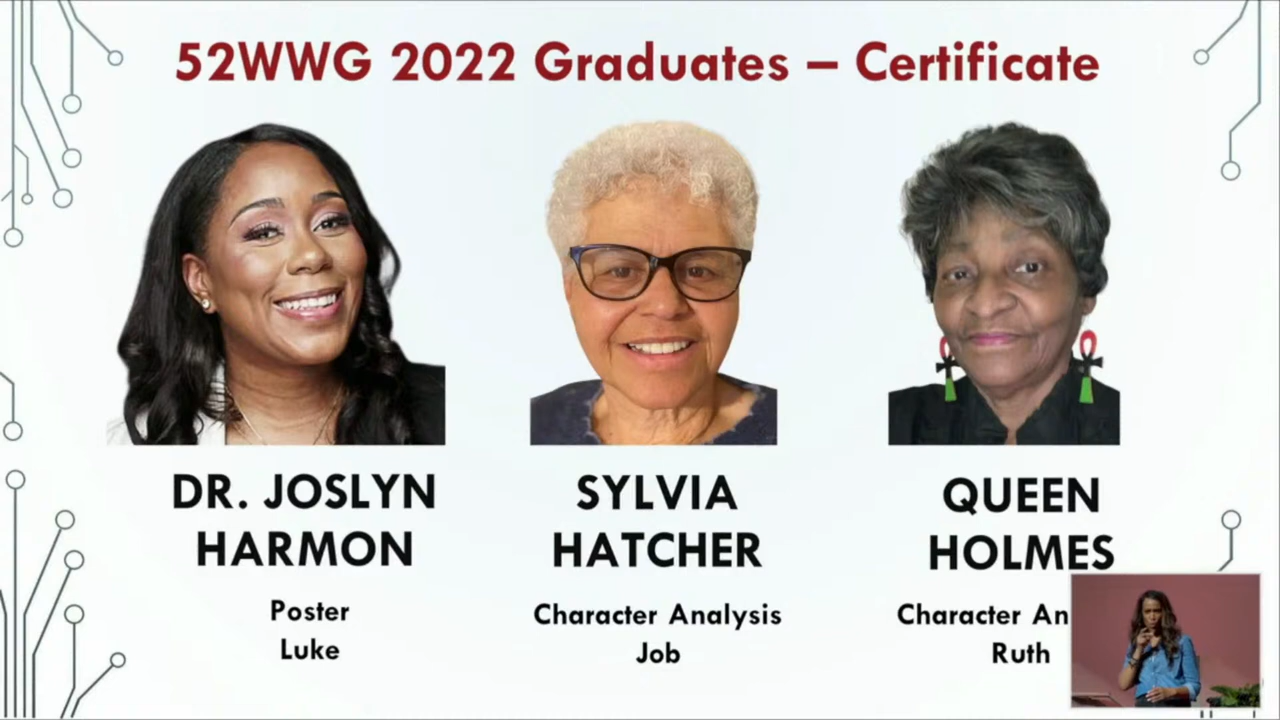 52WWG 2022 Graduates – Certificate
DR. JOSLYN
HARMON
Poster
Luke
SYLVIA
HATCHER
Character Analysis
Job
QUEEN
HOLMES
Character An
Ruth